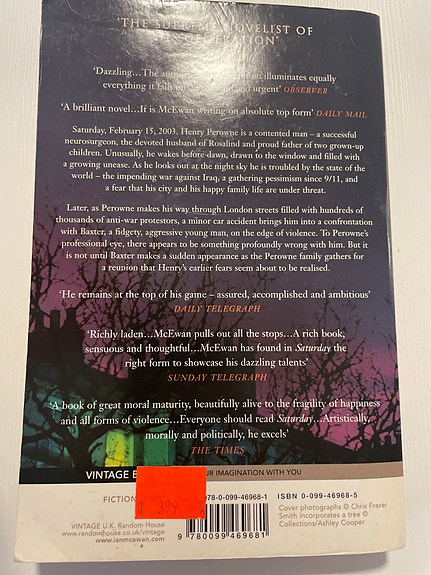 'THE SUPREME NOVELIST OF
'Dazzling...The author's illuminates equally
everything it falls and urgent' OBSERVER
'A brilliant novel...It is McEwan writing on absolute top form' DAILY MAIL
Saturday, February 15, 2003. Henry Perowne is a contented man – a successful
neurosurgeon, the devoted husband of Rosalind and proud father of two grown-up
children. Unusually, he wakes before dawn, drawn to the window and filled with
a growing unease. As he looks out at the night sky he is troubled by the state of the
world – the impending war against Iraq, a gathering pessimism since 9/11, and
a fear that his city and his happy family life are under threat.
Later, as Perowne makes his way through London streets filled with hundreds of
thousands of anti-war protestors, a minor car accident brings him into a confrontation
with Baxter, a fidgety, aggressive young man, on the edge of violence. To Perowne's
professional eye, there appears to be something profoundly wrong with him. But it
is not until Baxter makes a sudden appearance as the Perowne family gathers for
a reunion that Henry's earlier fears seem about to be realised.
'He remains at the top of his game – assured, accomplished and ambitious'
DAILY TELEGRAPH
'Richly laden...McEwan pulls out all the stops...A rich book,
sensuous and thoughtful...McEwan has found in Saturday the
right form to showcase his dazzling talents'
SUNDAY TELEGRAPH
'A book of great moral maturity, beautifully alive to the fragility of happiness
and all forms of violence...Everyone should read Saturday...Artistically,
morally and politically, he excels'
THE TIMES
VINTAGE UR IMAGINATION WITH YOU
FICTION
978-0-099-46968-1
ISBN 0-099-46968-5
399
VINTAGE U.K. Random House
www.randomhouse.co.uk/vintage
www.ianmcewan.com
9 780099 469681
Cover photographs © Chris Frazer
Smith incorporates a tree ©
Collections/Ashley Cooper